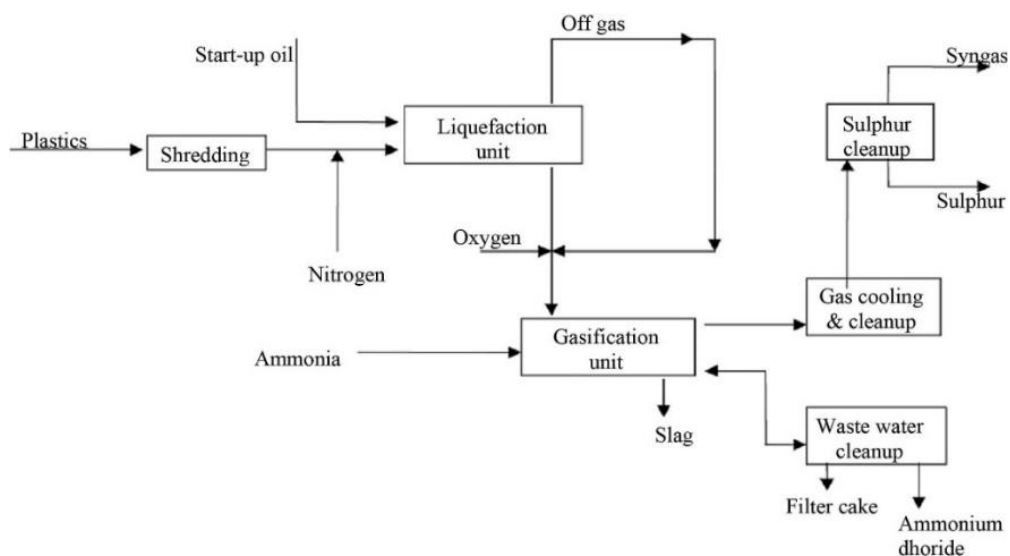 Off gas
Start-up oil
Syngas
Plastics
Shredding
Liquefaction
unit
Sulphur
cleanup
Sulphur
Oxygen
Nitrogen
Gas cooling
& cleanup
Ammonia
Gasification
unit
Slag
Waste water
cleanup
Filter cake
Ammonium
dhoride